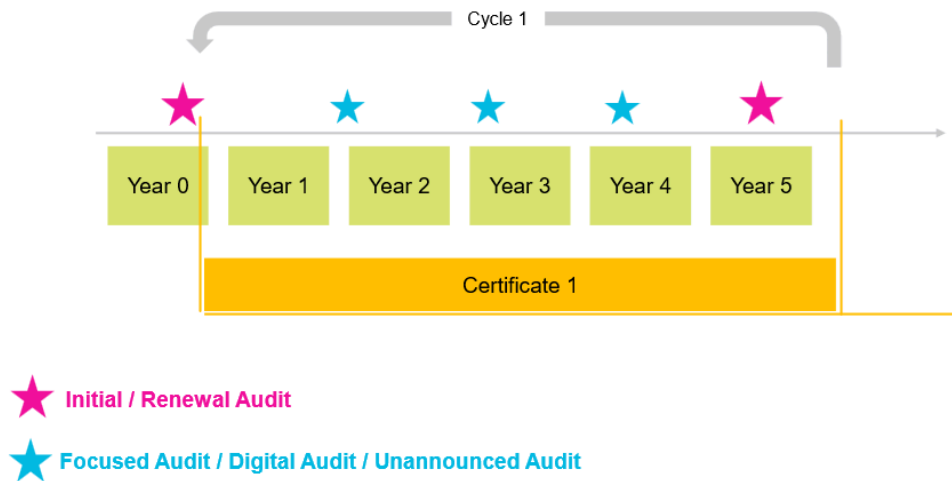 Cycle 1
Year 0
Year 1
Year 2
Year 3
Year 4
Year 5
Certificate 1
Initial / Renewal Audit
Focused Audit / Digital Audit / Unannounced Audit